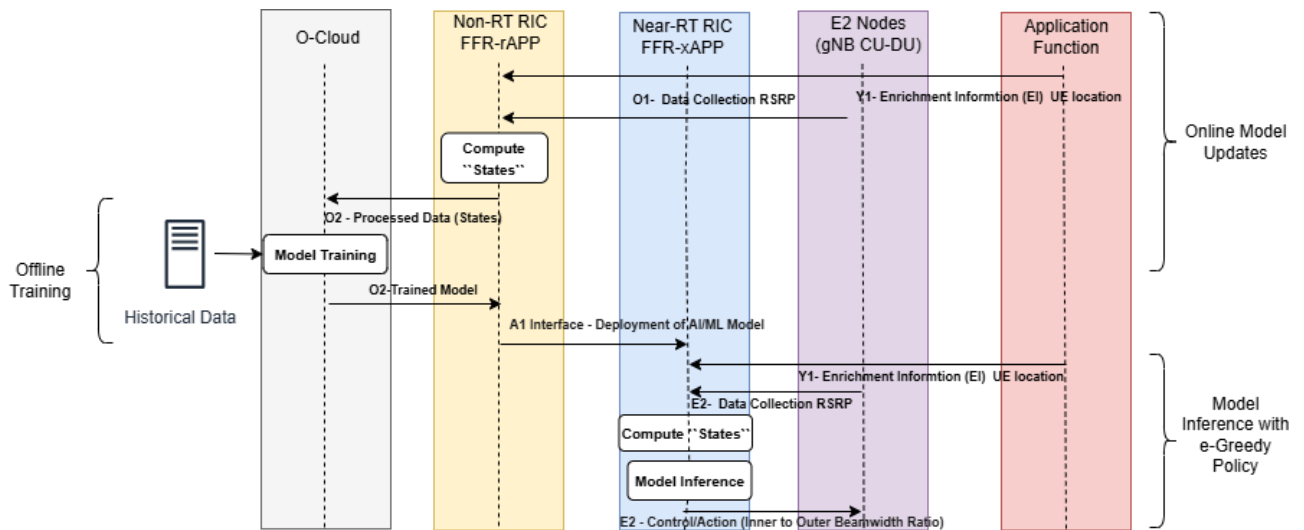 O-Cloud
Non-RT RIC
FFR-rAPP
Near-RT RIC
FFR-xAPP
E2 Nodes
(gNB CU-DU)
Application
Function
O1- Data Collection RSRP
Y1- Enrichment Informtion (EI) UE location
Compute
``States``
Online Model
Updates
O2 - Processed Data (States)
Model Training
Offline
Training
Historical Data
O2-Trained Model
A1 Interface - Deployment of AI/ML Model
Y1- Enrichment Informtion (EI) UE location
E2- Data Collection RSRP
Compute ``States``
Model Inference
Model
Inference with
e-Greedy
Policy
E2 - Control/Action (Inner to Outer Beamwidth Ratio)